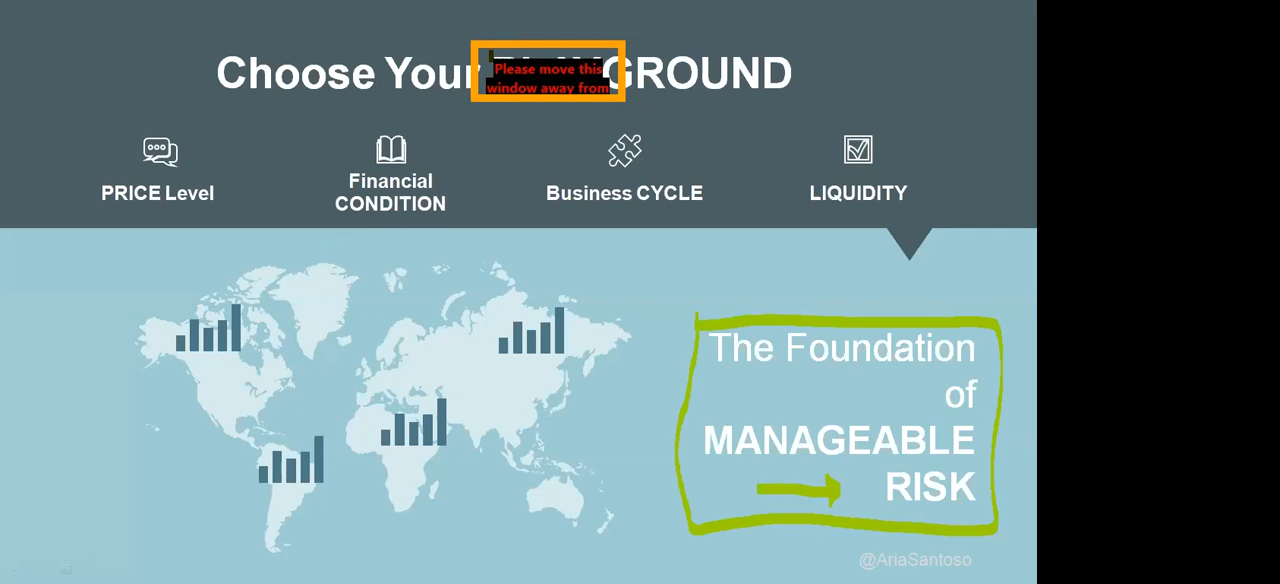 Choose Your GROUND
Please move this
window away from
PRICE Level
Financial
CONDITION
Business CYCLE
LIQUIDITY
The Foundation
of
MANAGEABLE
RISK
@AriaSantoso